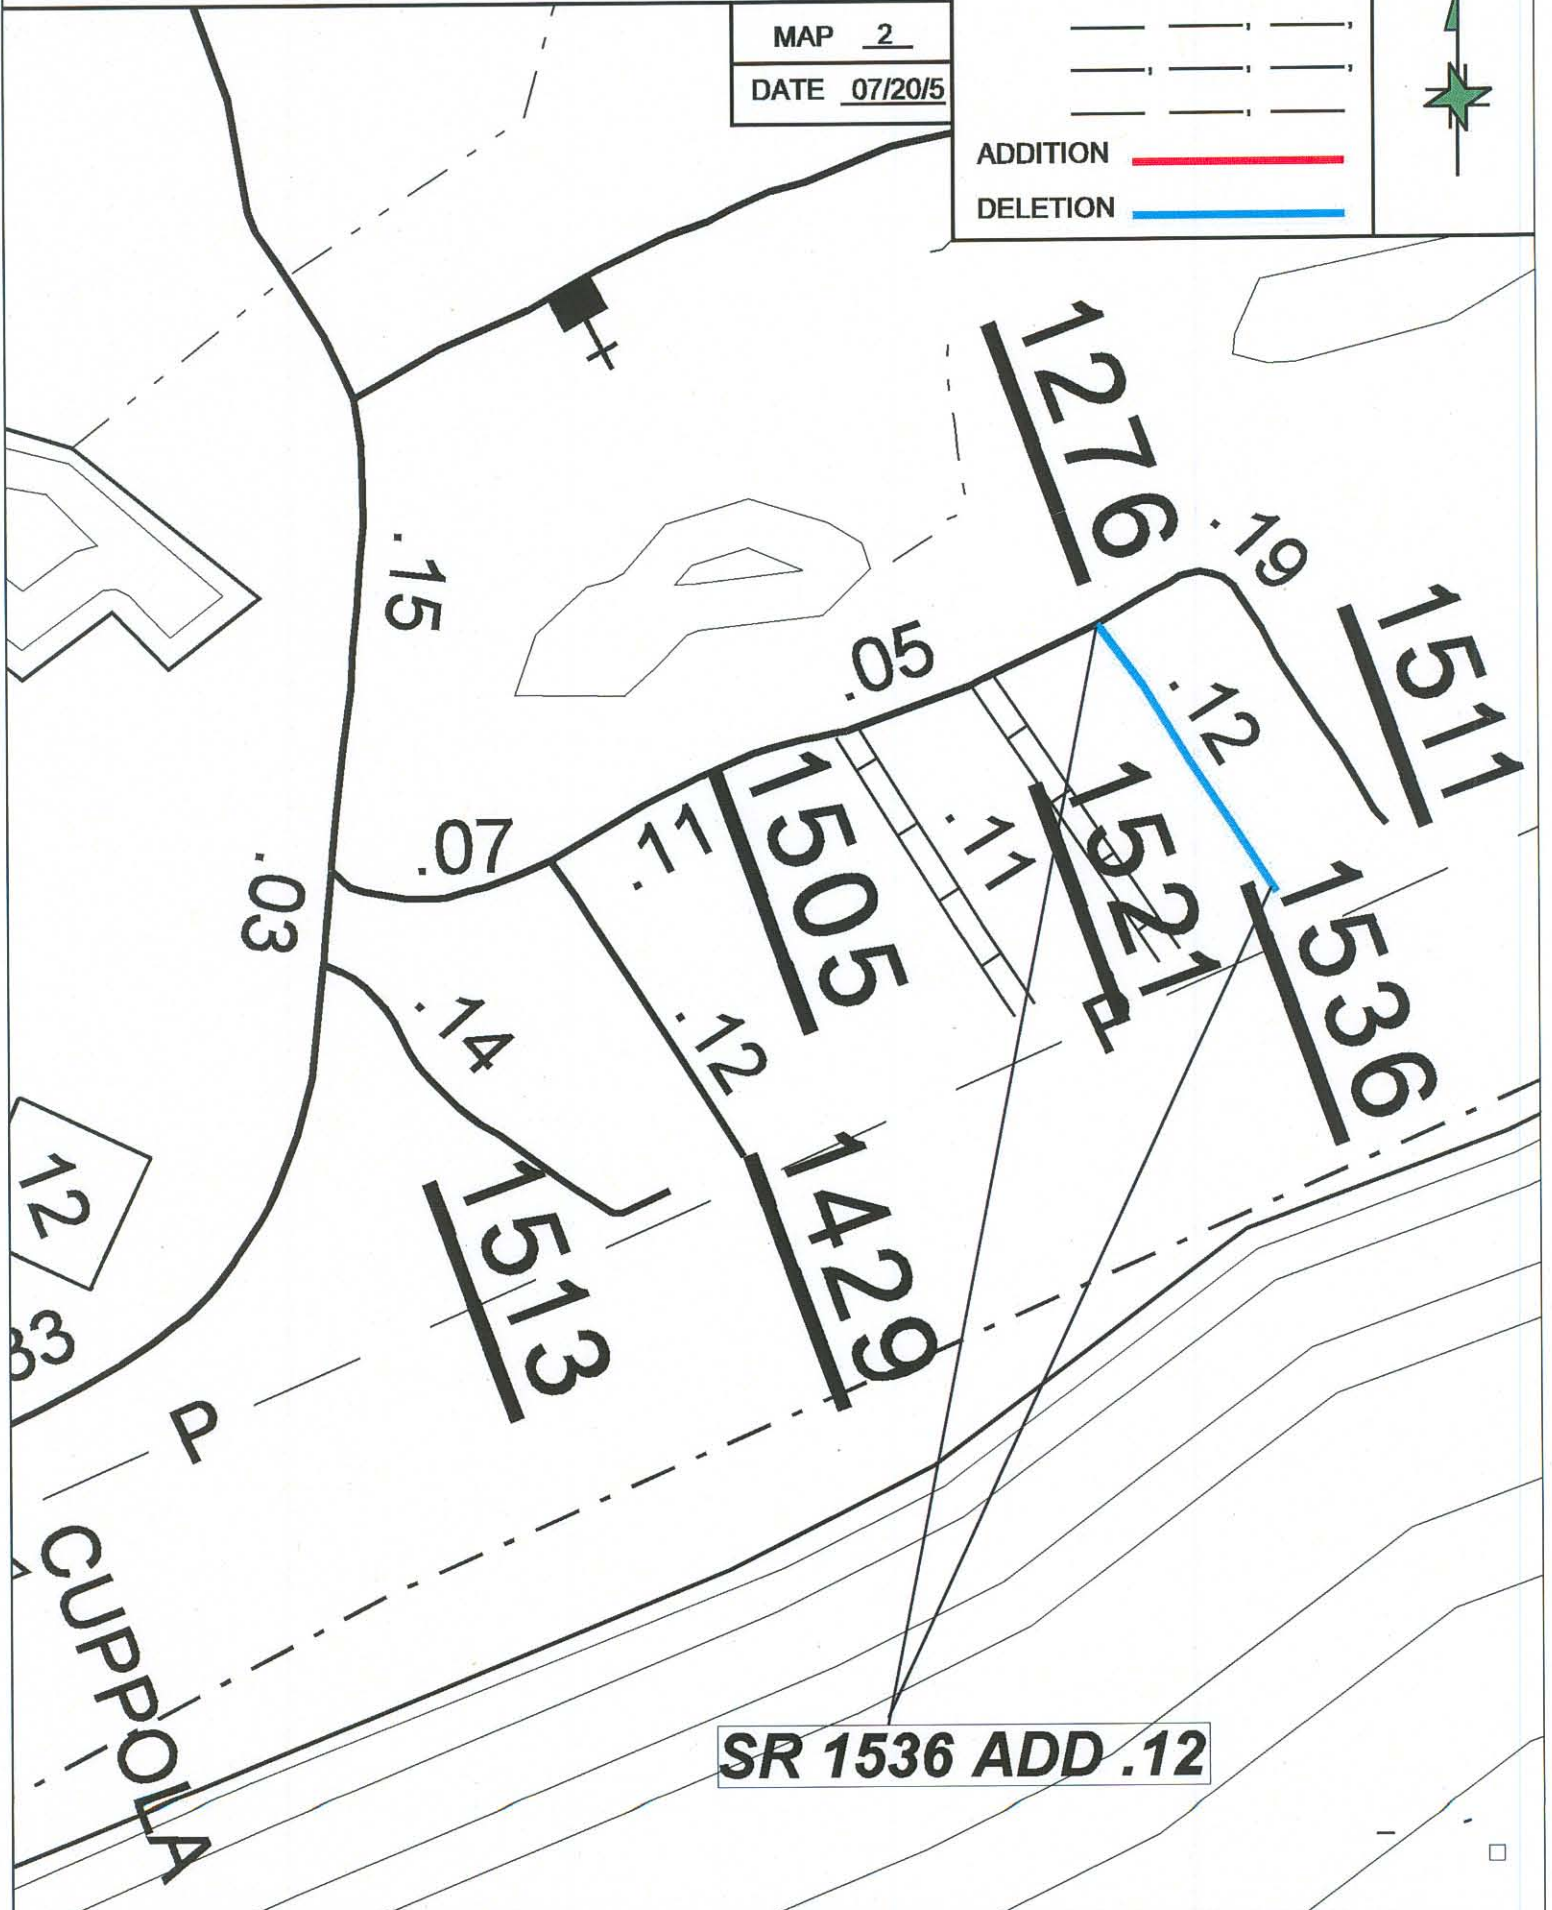 MAP 2
DATE 07/20/5
ADDITION
DELETION
1276
.19
.15
1511
.05
.12
1505
1521
.11
.11
.07
.03
1536
.14
.12
P
12
1513
1429
33
P
CUPPOLA
SR 1536 ADD .12